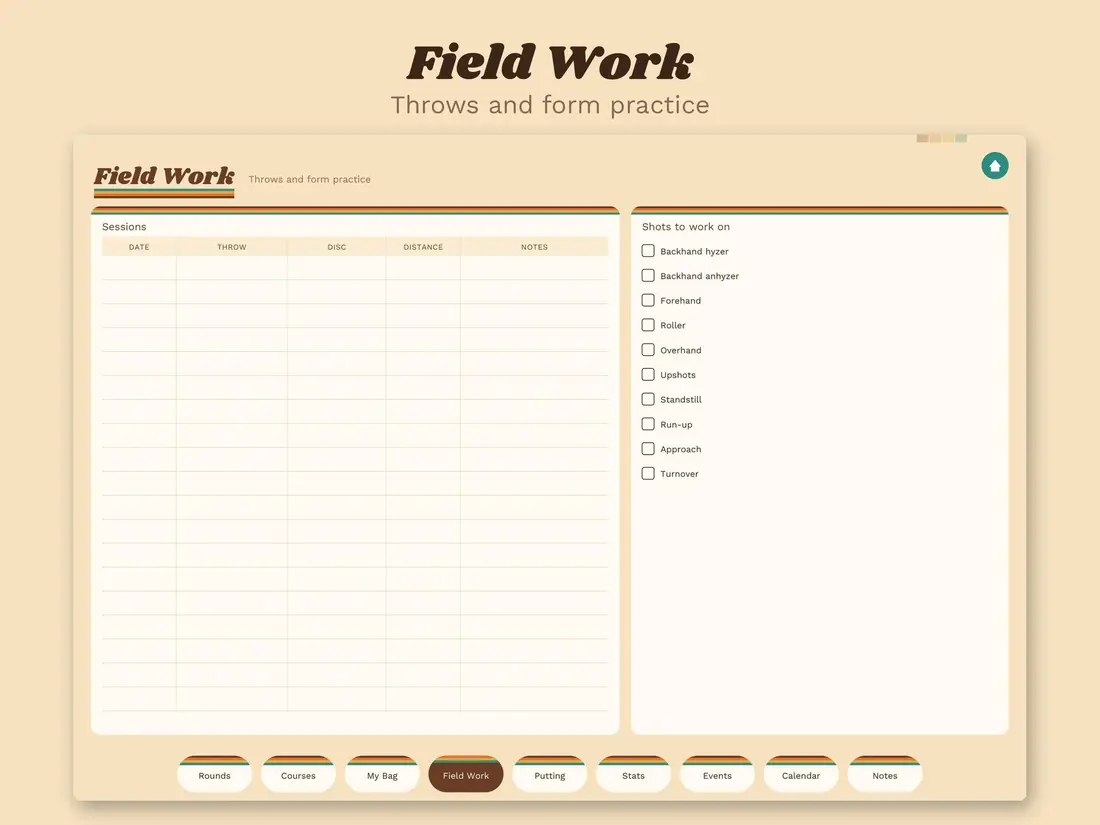 Field Work
Throws and form practice
Field Work
Throws and form practice
Sessions
DATE THROW DISC DISTANCE NOTES
Shots to work on
Backhand hyzer
Backhand anhyzer
Forehand
Roller
Overhand
Upshots
Standstill
Run-up
Approach
Turnover
Rounds Courses My Bag Field Work Putting Stats Events Calendar Notes